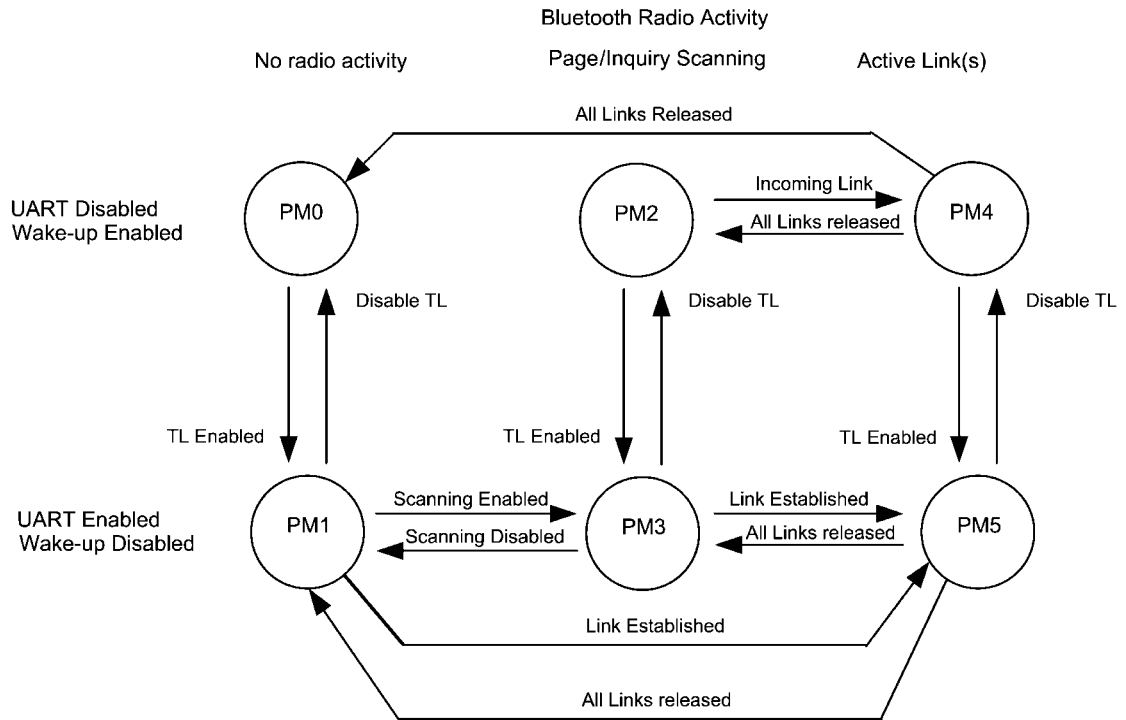 Bluetooth Radio Activity
No radio activity
Page/Inquiry Scanning
Active Link(s)
All Links Released
UART Disabled
Wake-up Enabled
PM0
PM2
Incoming Link
All Links released
PM4
Disable TL
Disable TL
Disable TL
TL Enabled
TL Enabled
TL Enabled
UART Enabled
Wake-up Disabled
PM1
Scanning Enabled
Scanning Disabled
PM3
Link Established
All Links released
PM5
Link Established
All Links released